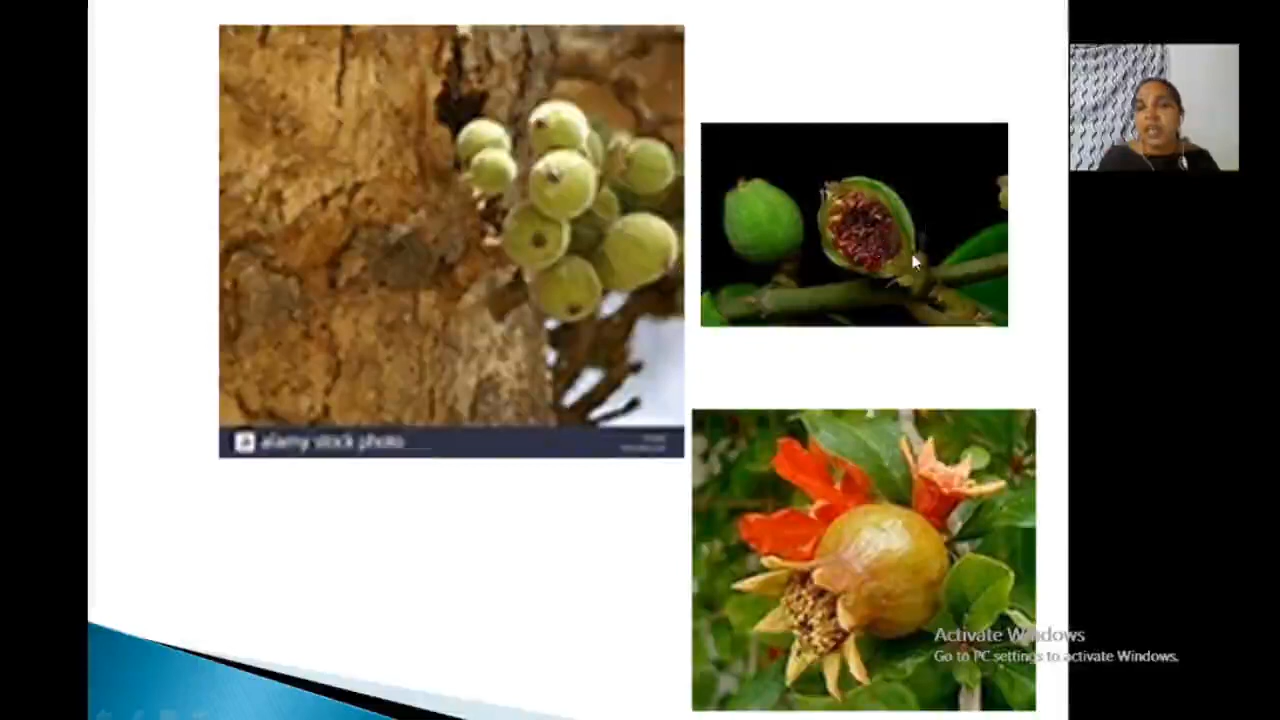 alamy stock photo
Activate Windows
Go to PC settings to activate Windows.